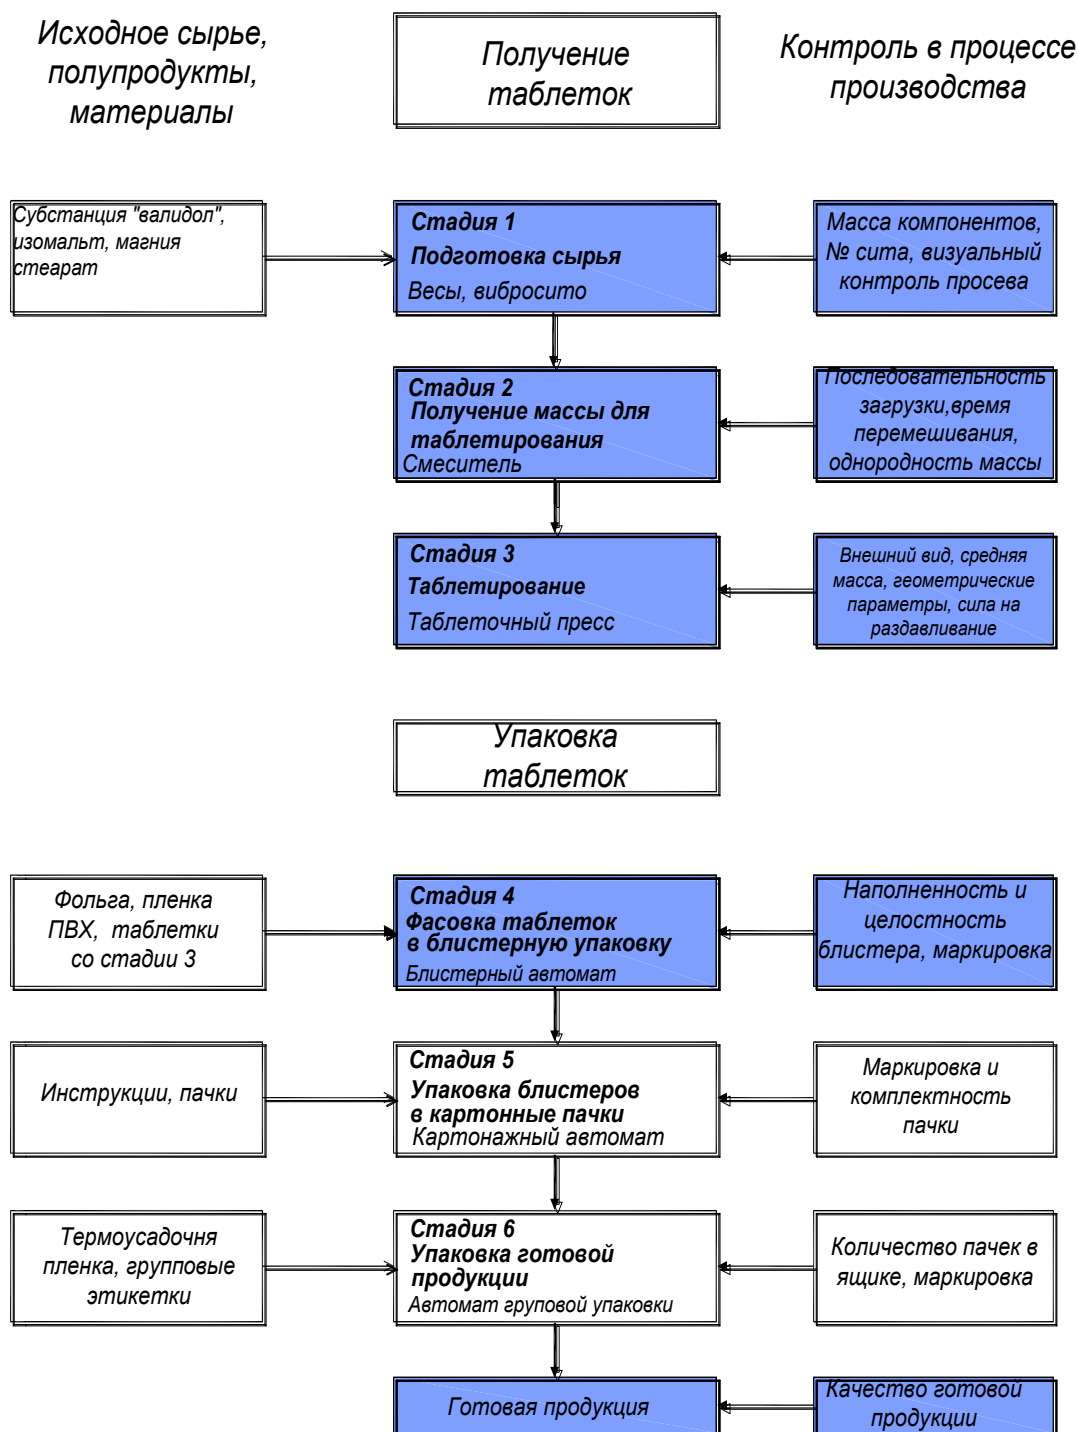 Исходное сырье,
полупродукты,
материалы
Получение
таблеток
Контроль в процессе
производства
Субстанция "валидол",
изомальт, магния
стеарат
Стадия 1
Подготовка сырья
Весы, вибросито
Масса компонентов,
№ сита, визуальный
контроль просева
Стадия 2
Получение массы для
таблетирования
Смеситель
Последовательность
загрузки,время
перемешивания,
однородность массы
Стадия 3
Таблетирование
Таблеточный пресс
Внешний вид, средняя
масса, геометрические
параметры, сила на
раздавливание
Упаковка
таблеток
Фольга, пленка
ПВХ, таблетки
со стадии 3
Стадия 4
Фасовка таблеток
в блистерную упаковку
Блистерный автомат
Наполненность и
целостность
блистера, маркировка
Инструкции, пачки
Стадия 5
Упаковка блистеров
в картонные пачки
Картонажный автомат
Маркировка и
комплектность
пачки
Термоусадочня
пленка, групповые
этикетки
Стадия 6
Упаковка готовой
продукции
Автомат груповой упаковки
Количество пачек в
ящике, маркировка
Готовая продукция
Качество готовой
продукции